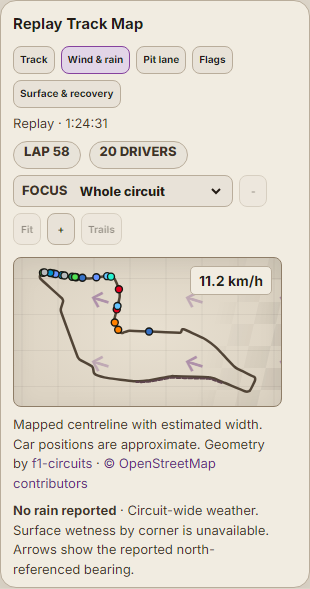 Replay Track Map
Track Wind & rain Pit lane Flags
Surface & recovery
Replay · 1:24:31
LAP 58 20 DRIVERS
FOCUS Whole circuit -
Fit + Trails
11.2 km/h
Mapped centreline with estimated width.
Car positions are approximate. Geometry
by f1-circuits · © OpenStreetMap
contributors
No rain reported · Circuit-wide weather.
Surface wetness by corner is unavailable.
Arrows show the reported north-
referenced bearing.